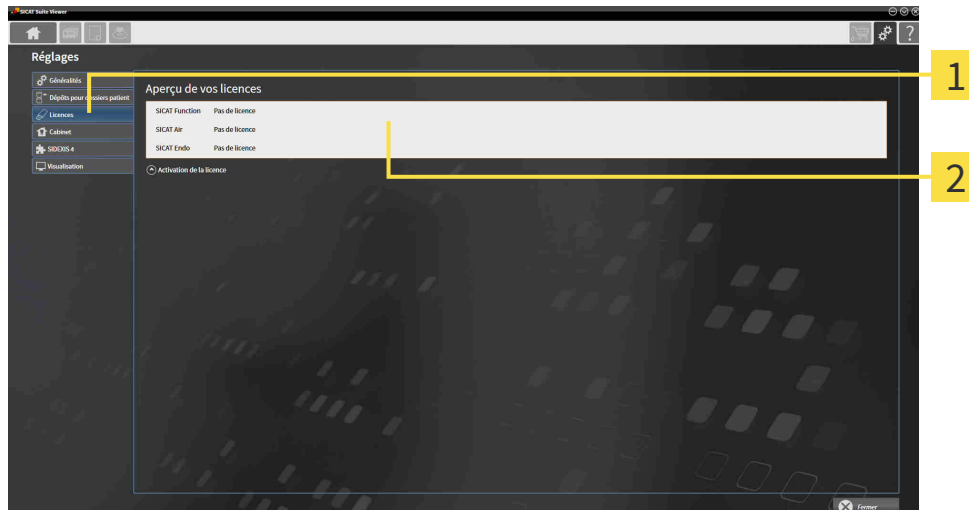 SICAT Suite Viewer
?
Réglages
Généralités
Dépôts pour dossiers patient
Licences
Cabinet
SIDEXIS 4
Visualisation
Aperçu de vos licences
SICAT Function Pas de licence
SICAT Air Pas de licence
SICAT Endo Pas de licence
Activation de la licence
1
2
Fermer